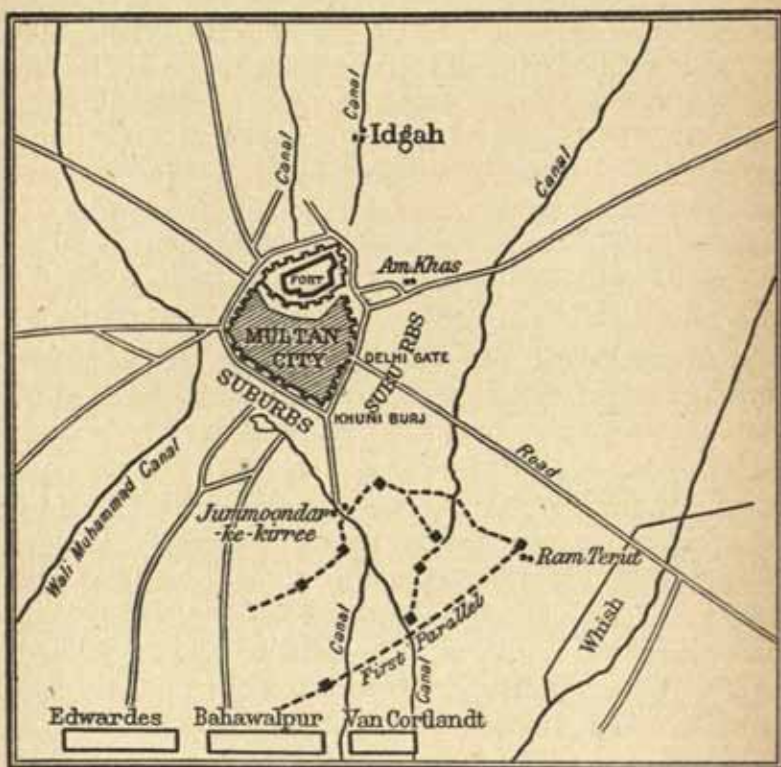 Canal
Canal
Idgah
Canal
Am Khas
FORT
MULTAN
CITY
DELHI GATE
SUBURBS
SUBURBS
KHUNI BURJ
Road
Wali Muhammad Canal
Jummoondar
-ke-kirree
Ram Terut
Whish
First Parallel
Canal
Canal
Edwardes
Bahawalpur
Van Cortlandt